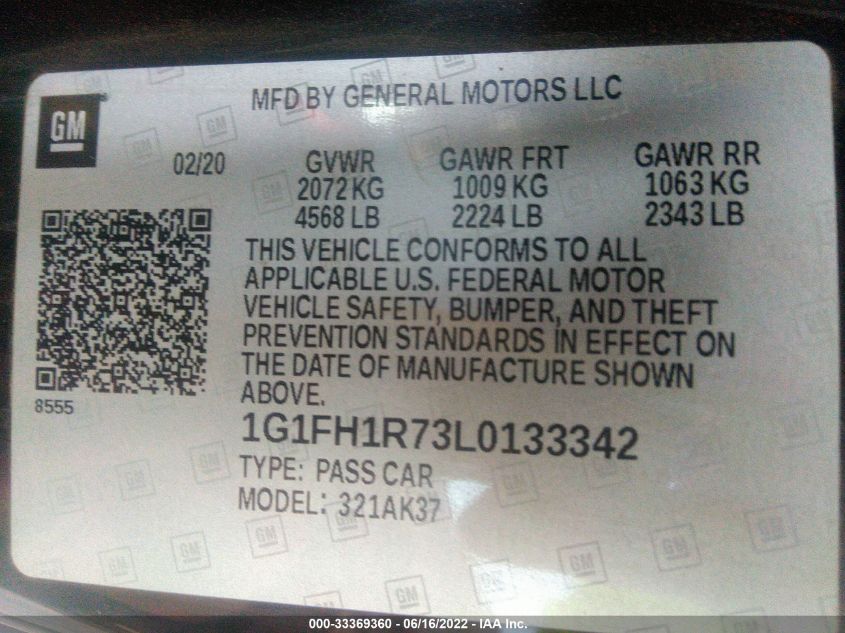 MFD BY GENERAL MOTORS LLC
GM
02/20 GVWR GAWR FRT GAWR RR
2072 KG 1009 KG 1063 KG
4568 LB 2224 LB 2343 LB
THIS VEHICLE CONFORMS TO ALL
APPLICABLE U.S. FEDERAL MOTOR
VEHICLE SAFETY, BUMPER, AND THEFT
PREVENTION STANDARDS IN EFFECT ON
THE DATE OF MANUFACTURE SHOWN
ABOVE.
8555
1G1FH1R73L0133342
TYPE: PASS CAR
MODEL: 321AK37
000-33369360 - 06/16/2022 - IAA Inc.